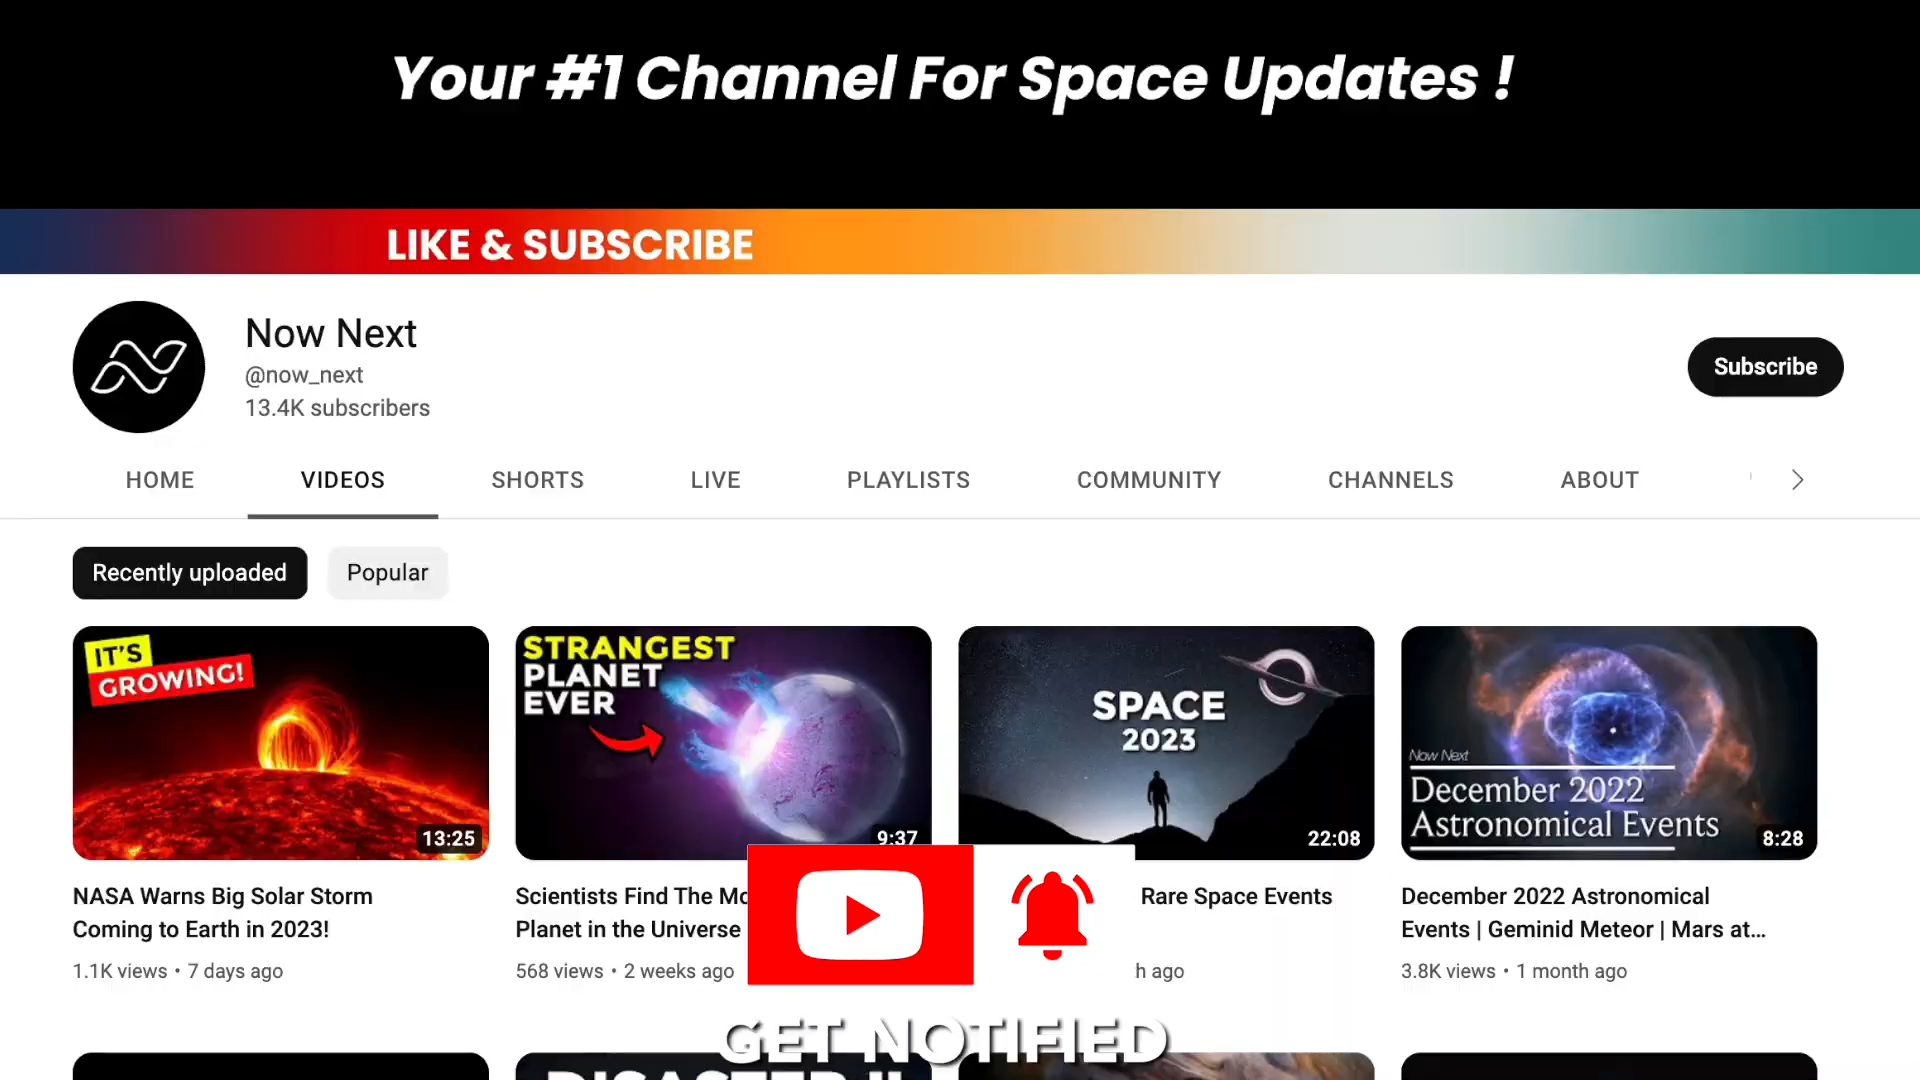 Your #1 Channel For Space Updates !
LIKE & SUBSCRIBE
Now Next
@now_next
13.4K subscribers
Subscribe
HOME
VIDEOS
SHORTS
LIVE
PLAYLISTS
COMMUNITY
CHANNELS
ABOUT
Recently uploaded
Popular
IT'S
GROWING!
13:25
NASA Warns Big Solar Storm
Coming to Earth in 2023!
1.1K views • 7 days ago
STRANGEST
PLANET
EVER
9:37
Scientists Find The
Planet in the Universe
568 views • 2 weeks ago
SPACE
2023
22:08
Rare Space Events
ago
Now Next
December 2022
Astronomical Events
8:28
December 2022 Astronomical
Events | Geminid Meteor | Mars at...
3.8K views • 1 month ago
GET NOTIFIED